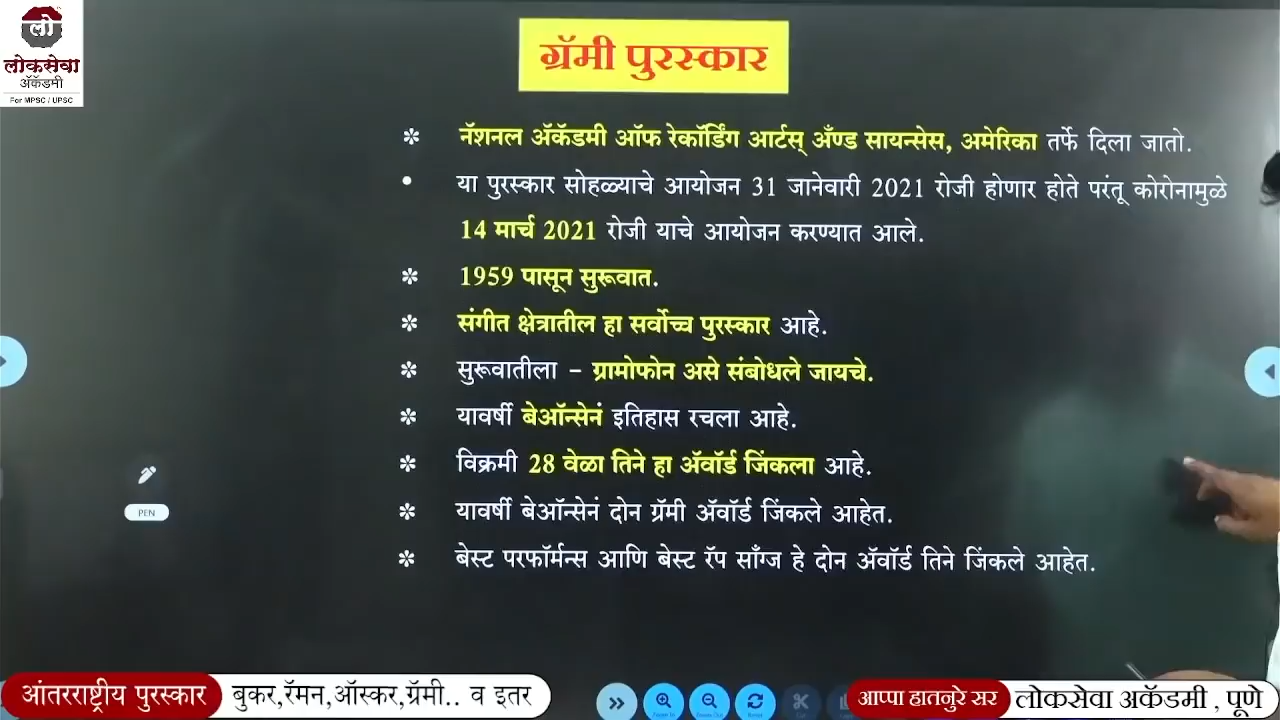 लो
लोकसेवा
अ‍ॅकॅडमी
For MPSC / UPSC
ग्रॅमी पुरस्कार
* नॅशनल अ‍ॅकॅडमी ऑफ रेकॉर्डिंग आर्टस् अँण्ड सायन्सेस, अमेरिका तर्फे दिला जातो.
• या पुरस्कार सोहळ्याचे आयोजन 31 जानेवारी 2021 रोजी होणार होते परंतू कोरोनामुळे
14 मार्च 2021 रोजी याचे आयोजन करण्यात आले.
* 1959 पासून सुरूवात.
* संगीत क्षेत्रातील हा सर्वोच्च पुरस्कार आहे.
* सुरूवातीला – ग्रामोफोन असे संबोधले जायचे.
* यावर्षी बेऑन्सेनं इतिहास रचला आहे.
* विक्रमी 28 वेळा तिने हा अ‍ॅवॉर्ड जिंकला आहे.
* यावर्षी बेऑन्सेनं दोन ग्रॅमी अ‍ॅवॉर्ड जिंकले आहेत.
* बेस्ट परफॉर्मन्स आणि बेस्ट रॅप साँग्ज हे दोन अ‍ॅवॉर्ड तिने जिंकले आहेत.
PEN
आंतरराष्ट्रीय पुरस्कार बुकर,रॅमन,ऑस्कर,ग्रॅमी.. व इतर
आप्पा हातनुरे सर लोकसेवा अकॅडमी , पूणे